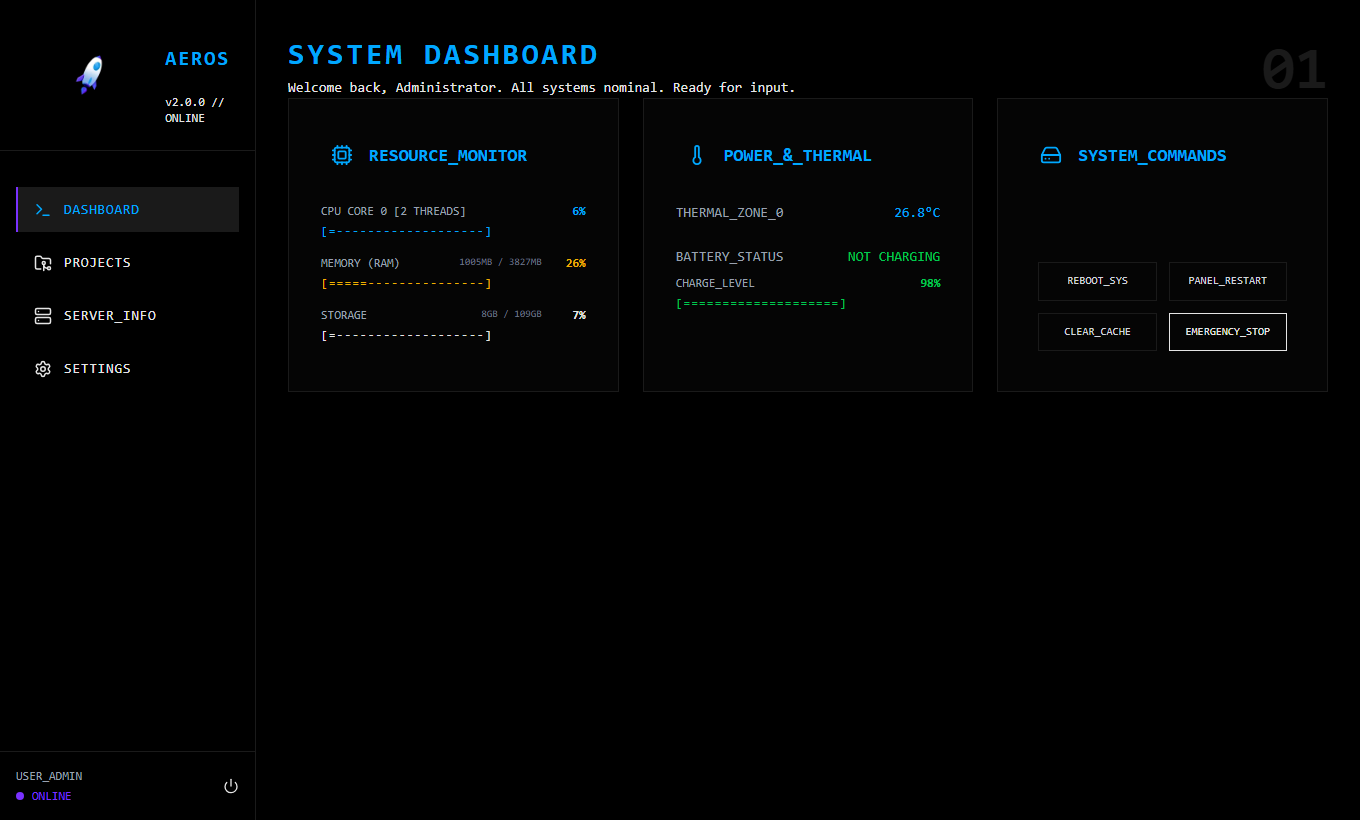 AEROS
v2.0.0 //
ONLINE
DASHBOARD
PROJECTS
SERVER_INFO
SETTINGS
USER_ADMIN
ONLINE
SYSTEM DASHBOARD
Welcome back, Administrator. All systems nominal. Ready for input.
01
RESOURCE_MONITOR
CPU CORE 0 [2 THREADS] 6%
[=-------------------]
MEMORY (RAM) 1005MB / 3827MB 26%
[=====---------------]
STORAGE 8GB / 109GB 7%
[=-------------------]
POWER_&_THERMAL
THERMAL_ZONE_0 26.8°C
BATTERY_STATUS NOT CHARGING
CHARGE_LEVEL 98%
[====================]
SYSTEM_COMMANDS
REBOOT_SYS PANEL_RESTART
CLEAR_CACHE EMERGENCY_STOP